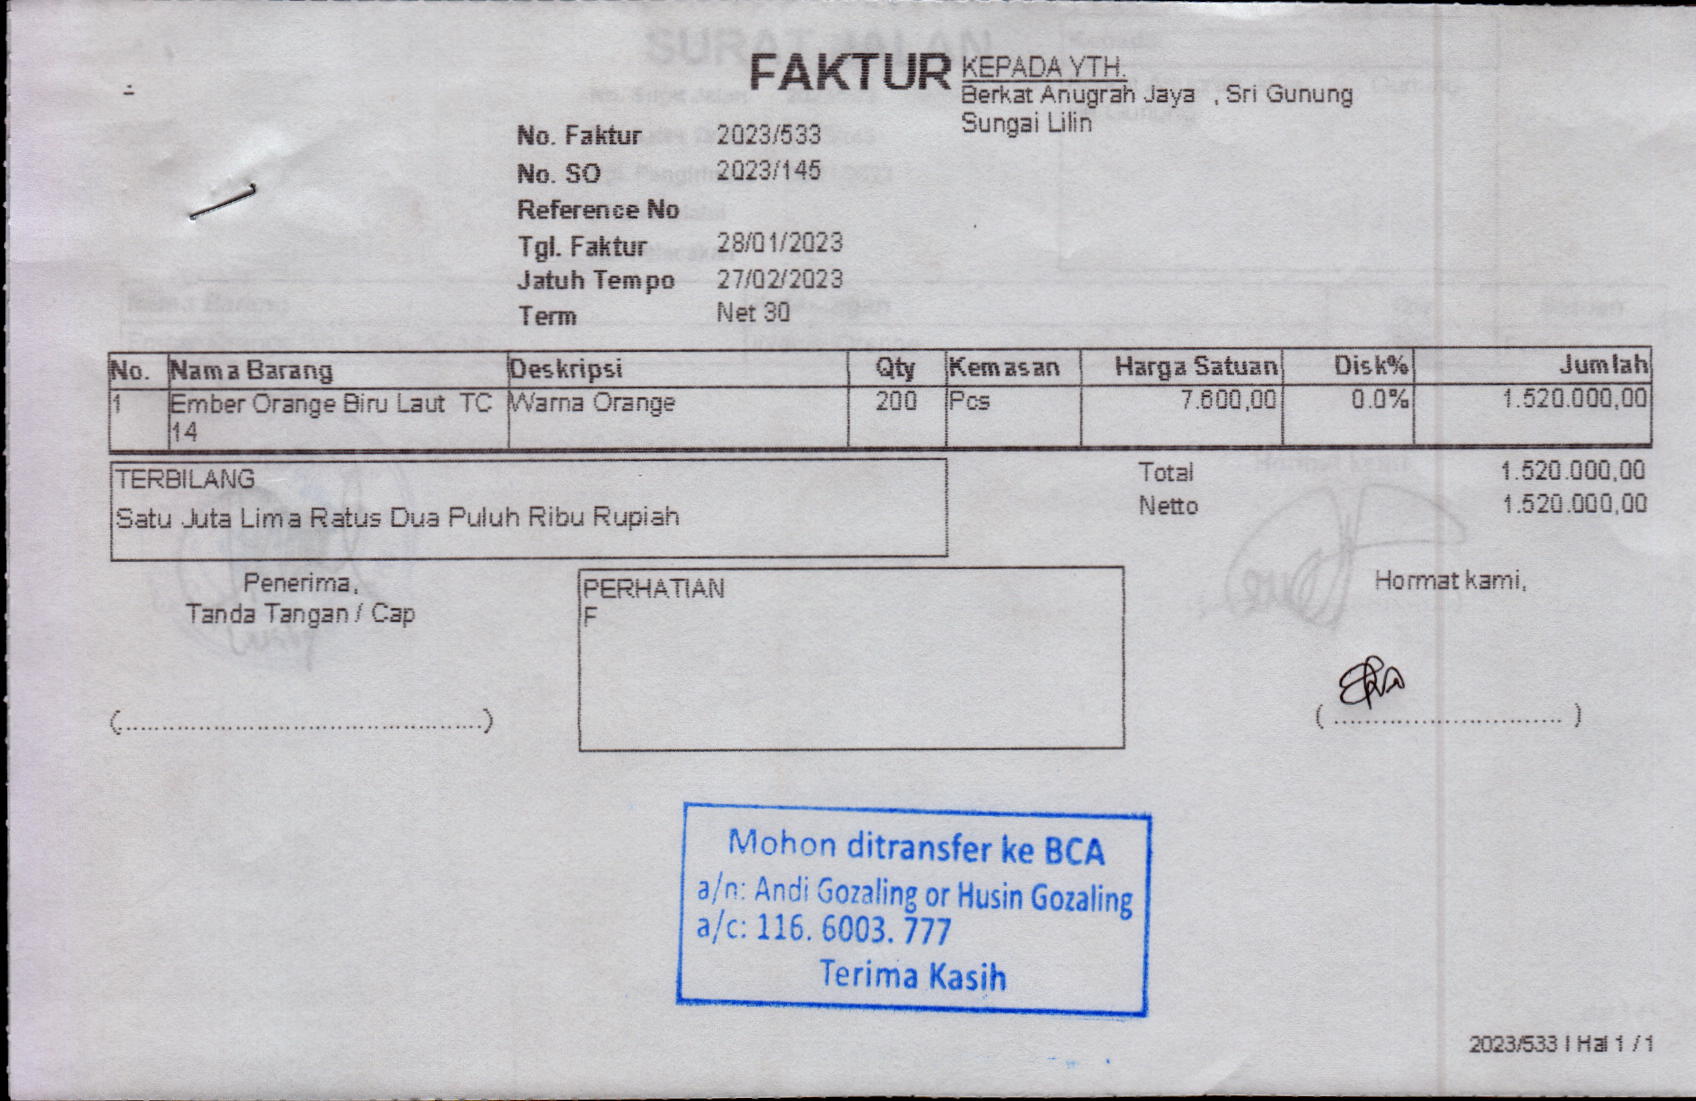 FAKTUR
KEPADA YTH.
Berkat Anugrah Jaya , Sri Gunung
Sungai Lilin
No. Faktur 2023/533
No. SO 2023/145
Reference No
Tgl. Faktur 28/01/2023
Jatuh Tempo 27/02/2023
Term Net 30
No. Nama Barang Deskripsi Qty Kemasan Harga Satuan Disk% Jumlah
1 Ember Orange Biru Laut TC Warna Orange 200 Pcs 7.600,00 0.0% 1.520.000,00
14
TERBILANG
Satu Juta Lima Ratus Dua Puluh Ribu Rupiah
Total 1.520.000,00
Netto 1.520.000,00
Penerima,
Tanda Tangan / Cap
(............................................)
PERHATIAN
F
Hormat kami,
( ............................ )
Mohon ditransfer ke BCA
a/n: Andi Gozaling or Husin Gozaling
a/c: 116. 6003. 777
Terima Kasih
2023/533 | Hal 1 / 1